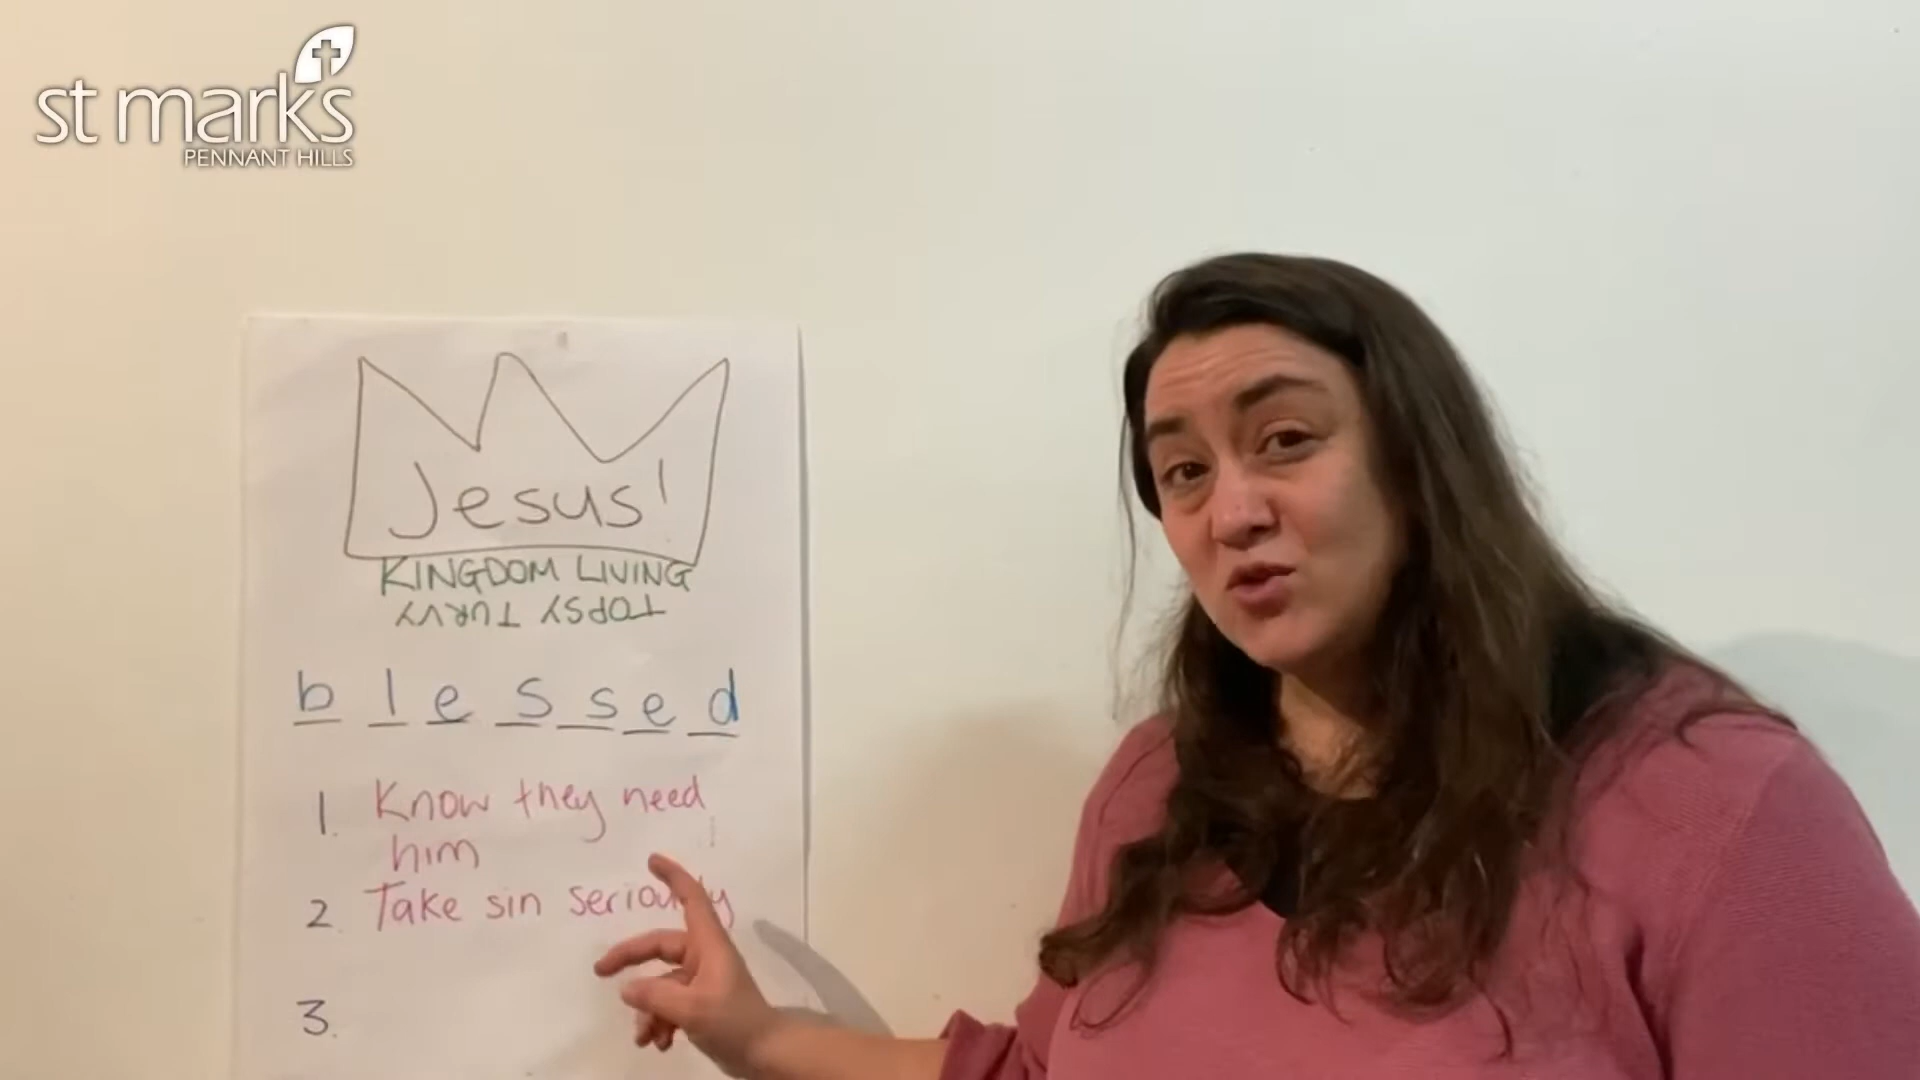 st marks
PENNANT HILLS
Jesus'
KINGDOM LIVING
TOPSY TURVY
blessed
1. Know they need
him
2. Take sin seriously
3.